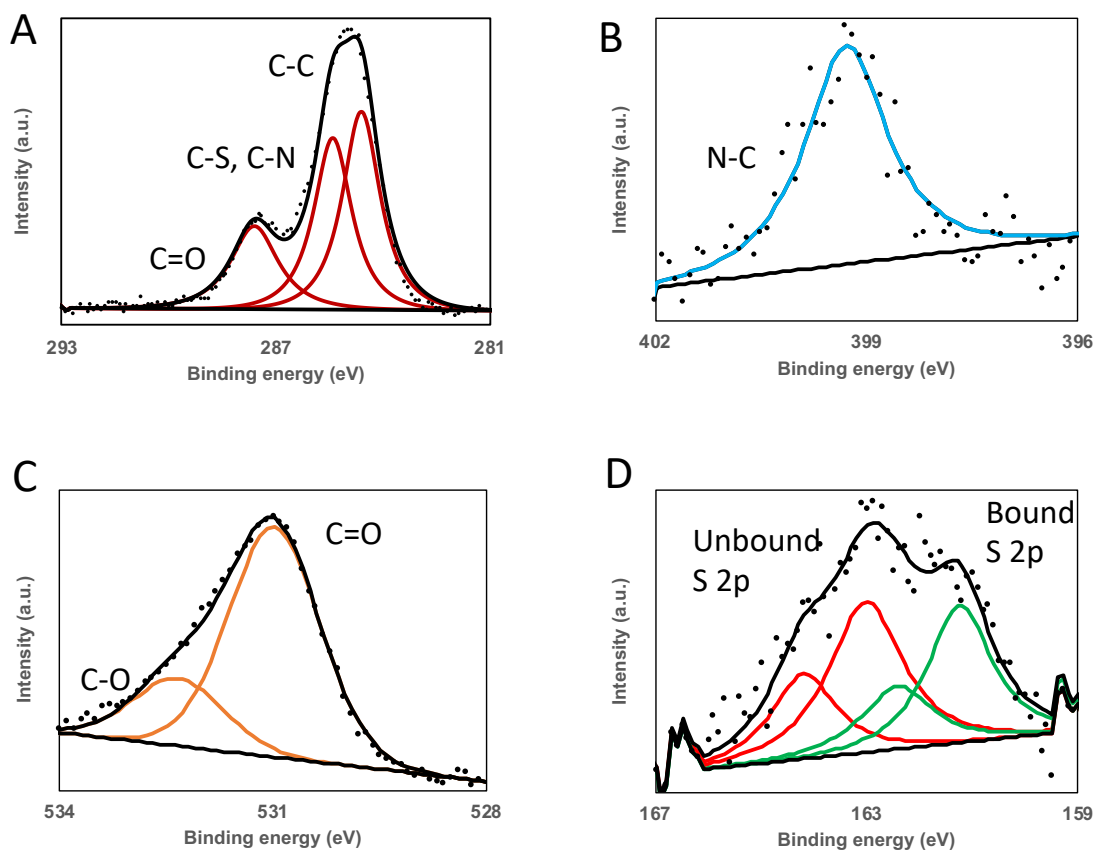 A
C-C
C-S, C-N
C=O
Intensity (a.u.)
293
287
281
Binding energy (eV)
B
N-C
Intensity (a.u.)
402
399
396
Binding energy (eV)
C
C=O
C-O
Intensity (a.u.)
534
531
528
Binding energy (eV)
D
Unbound
S 2p
Bound
S 2p
Intensity (a.u.)
167
163
159
Binding energy (eV)